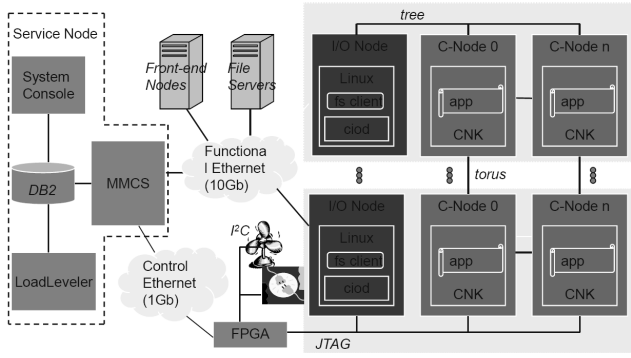 Service Node
System
Console
DB2
MMCS
LoadLeveler
Front-end
Nodes
File
Servers
Functiona
l Ethernet
(10Gb)
Control
Ethernet
(1Gb)
I²C
FPGA
JTAG
tree
I/O Node
Linux
fs client
ciod
C-Node 0
app
CNK
C-Node n
app
CNK
torus
I/O Node
Linux
fs client
ciod
C-Node 0
app
CNK
C-Node n
app
CNK